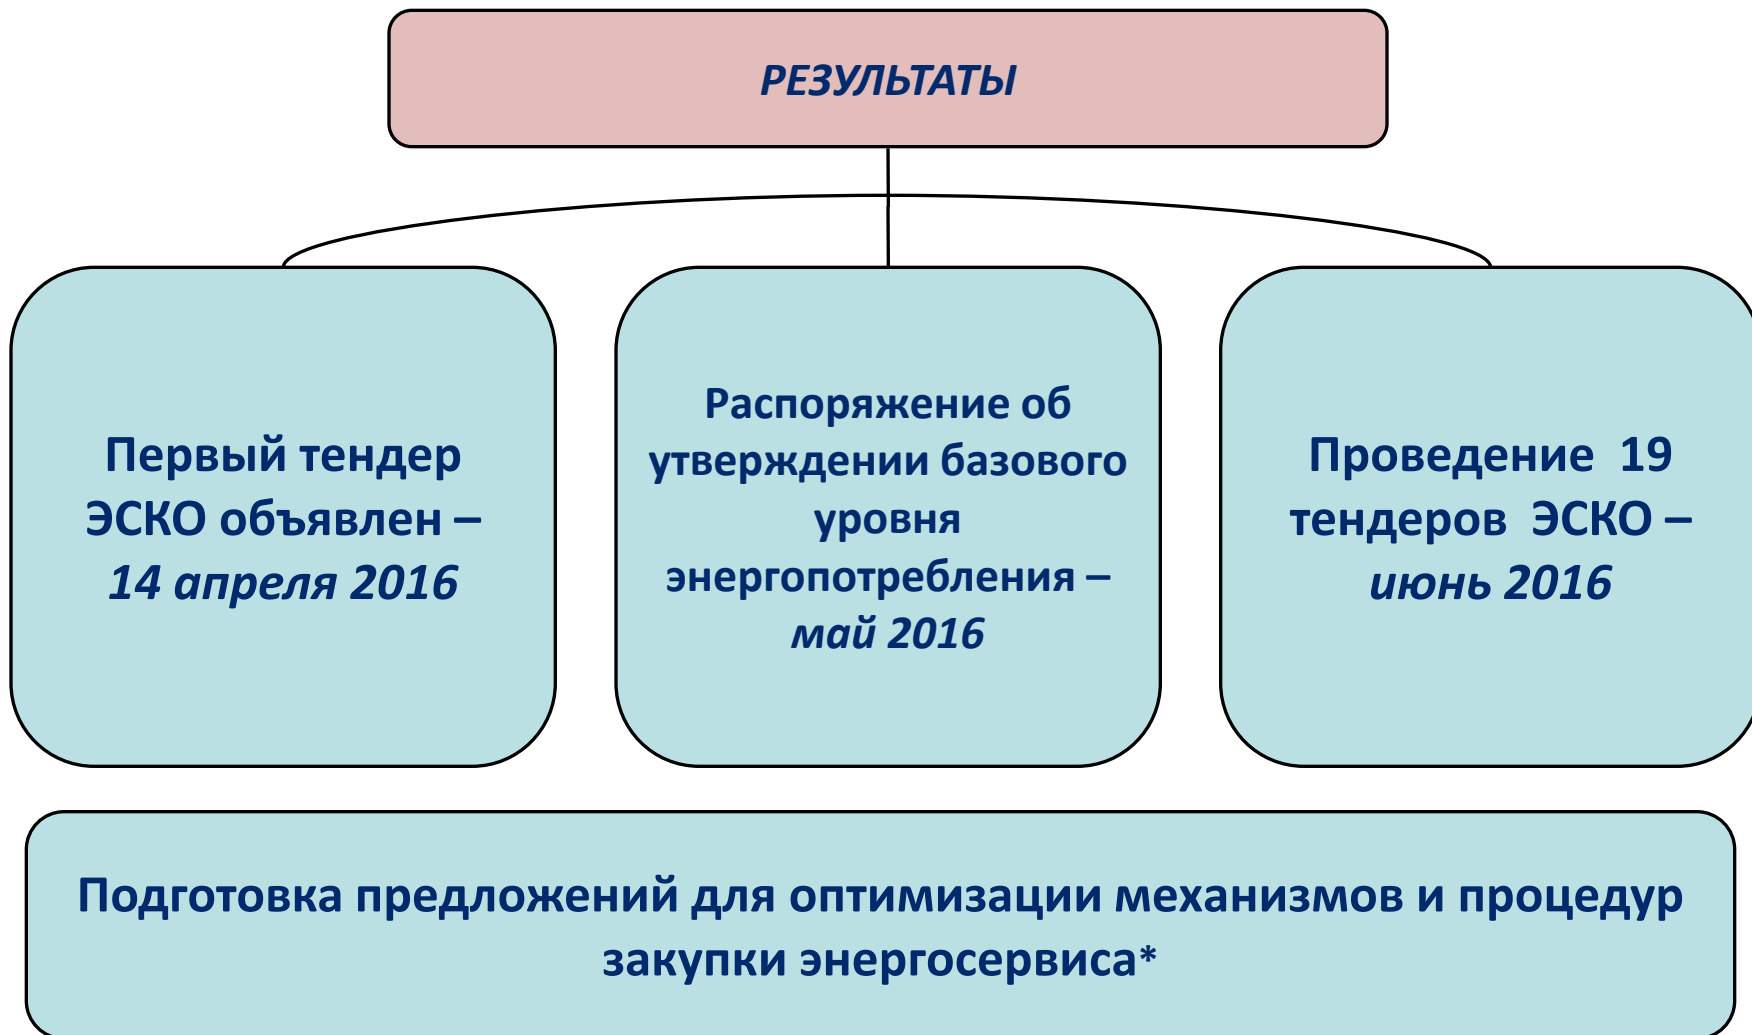 РЕЗУЛЬТАТЫ
Первый тендер
ЭСКО объявлен –
14 апреля 2016
Распоряжение об
утверждении базового
уровня
энергопотребления –
май 2016
Проведение 19
тендеров ЭСКО –
июнь 2016
Подготовка предложений для оптимизации механизмов и процедур
закупки энергосервиса*